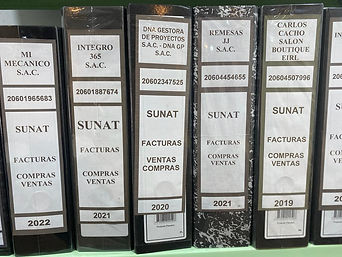 MI
MECANICO
S.A.C.
20601965683
SUNAT
FACTURAS
COMPRAS
VENTAS
2022
INTEGRO
365
S.A.C.
20601887674
SUNAT
FACTURAS
COMPRAS
VENTAS
2021
DNA GESTORA
DE PROYECTOS
S.A.C. - DNA GP
S.A.C.
20602347525
SUNAT
FACTURAS
VENTAS
COMPRAS
2020
REMESAS
JJ
S.A.C.
20604454655
SUNAT
FACTURAS
COMPRAS
VENTAS
2021
CARLOS
CACHO
SALON
BOUTIQUE
EIRL
20604507996
SUNAT
FACTURAS
COMPRAS
VENTAS
2019